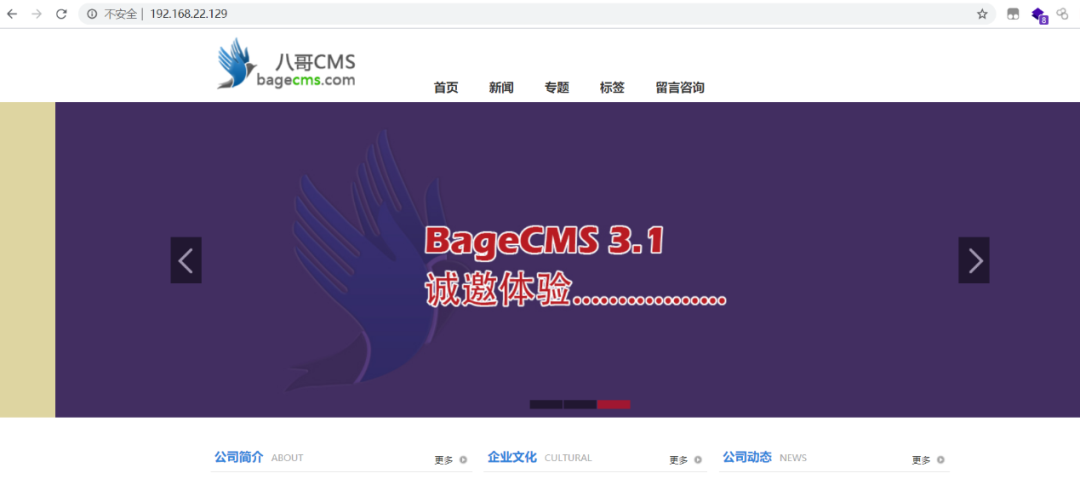 不安全 | 192.168.22.129
8
八哥CMS
bagecms.com
首页 新闻 专题 标签 留言咨询
BageCMS 3.1
诚邀体验.................
公司简介 ABOUT 更多 企业文化 CULTURAL 更多 公司动态 NEWS 更多